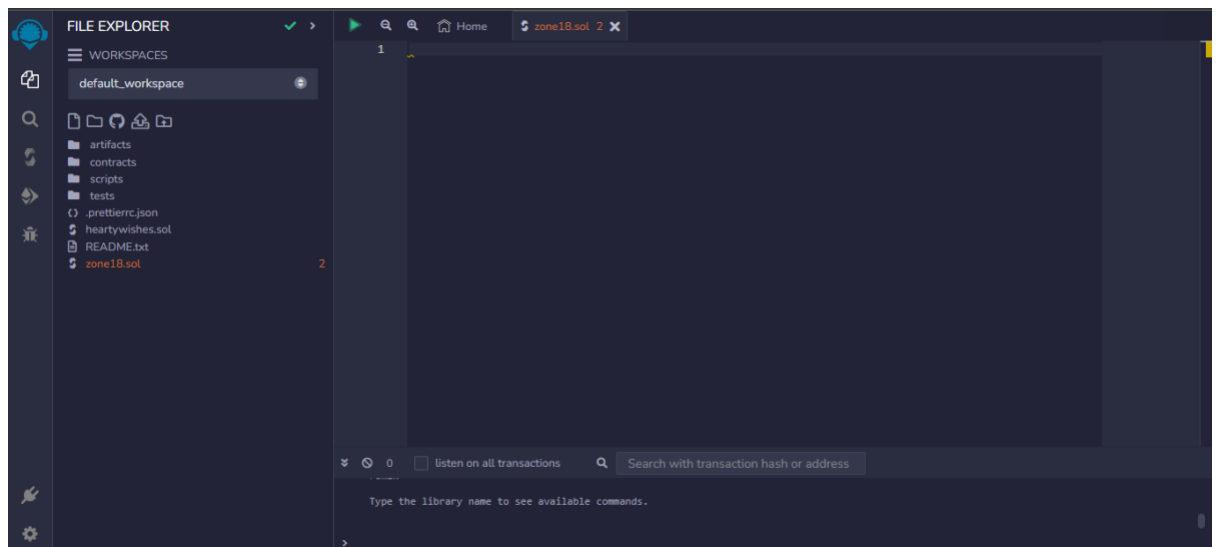 FILE EXPLORER
WORKSPACES
default_workspace
artifacts
contracts
scripts
tests
.prettierrc.json
heartywishes.sol
README.txt
zone18.sol 2
Home
zone18.sol 2
1
0
listen on all transactions
Search with transaction hash or address
Type the library name to see available commands.
>